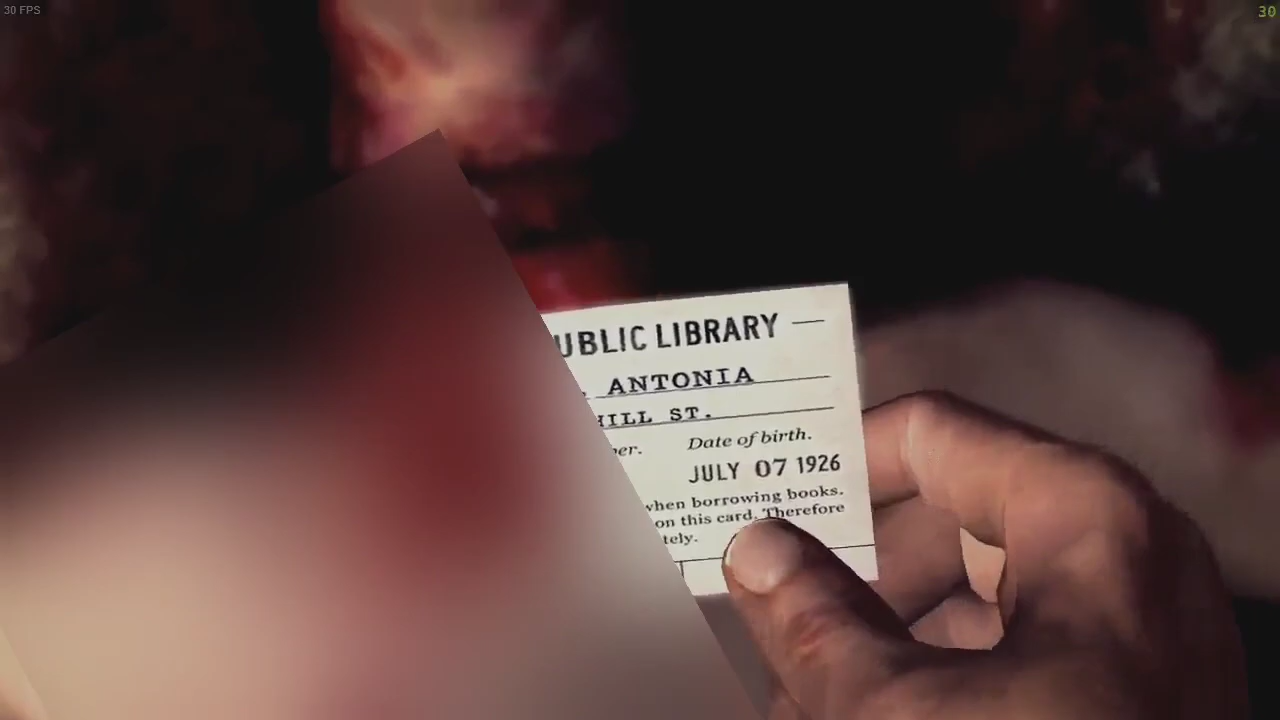 30 FPS
30
UBLIC LIBRARY —
ANTONIA
HILL ST.
er. Date of birth.
JULY 07 1926
when borrowing books.
on this card. Therefore
tely.